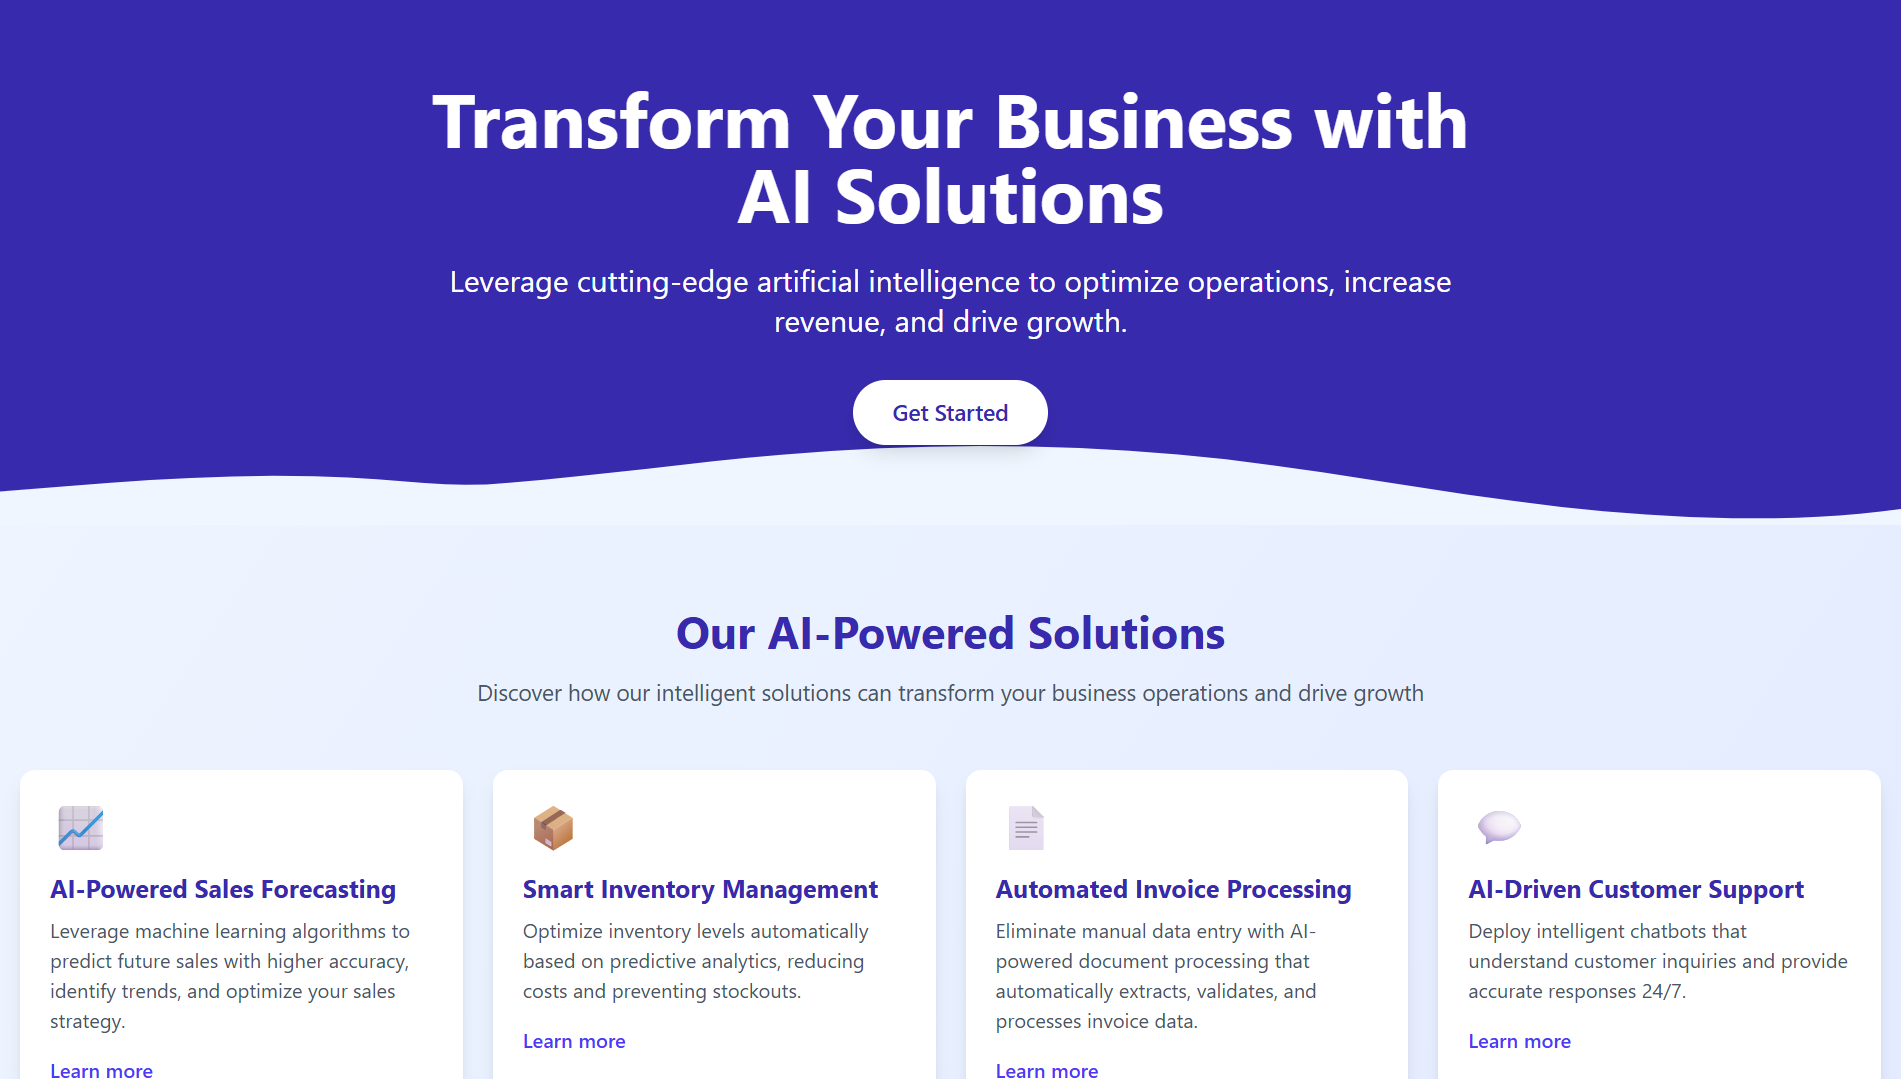 Transform Your Business with
AI Solutions
Leverage cutting-edge artificial intelligence to optimize operations, increase
revenue, and drive growth.
Get Started
Our AI-Powered Solutions
Discover how our intelligent solutions can transform your business operations and drive growth
AI-Powered Sales Forecasting
Leverage machine learning algorithms to
predict future sales with higher accuracy,
identify trends, and optimize your sales
strategy.
Learn more
Smart Inventory Management
Optimize inventory levels automatically
based on predictive analytics, reducing
costs and preventing stockouts.
Learn more
Automated Invoice Processing
Eliminate manual data entry with AI-
powered document processing that
automatically extracts, validates, and
processes invoice data.
Learn more
AI-Driven Customer Support
Deploy intelligent chatbots that
understand customer inquiries and provide
accurate responses 24/7.
Learn more